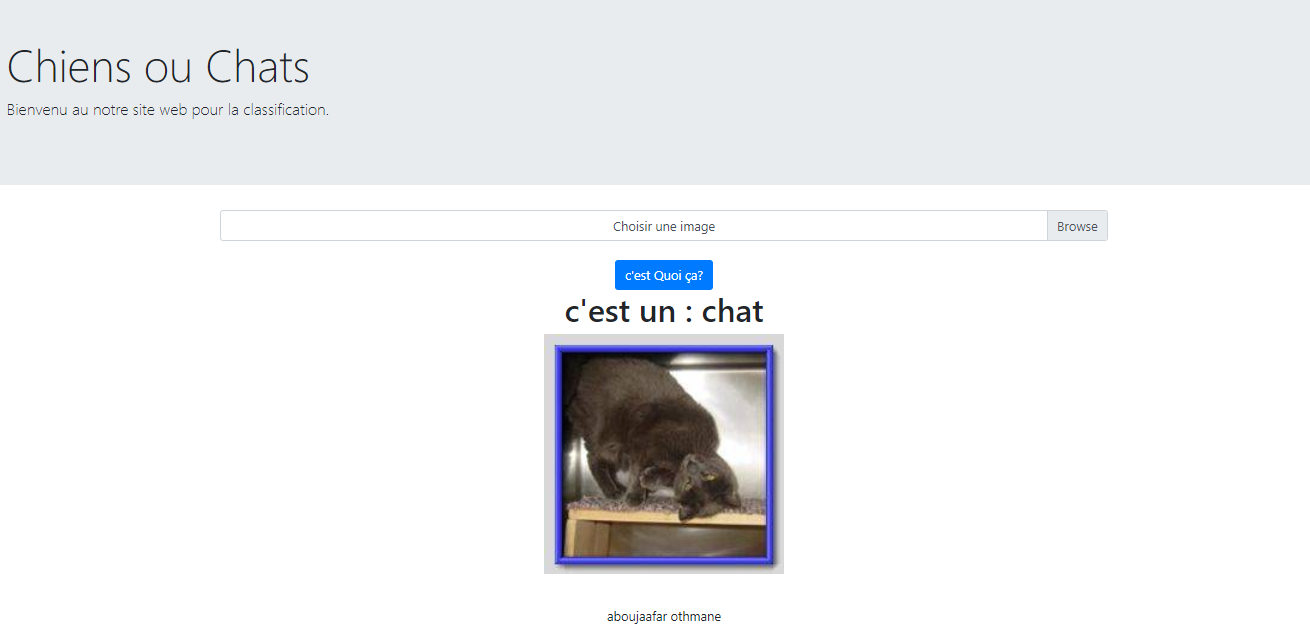 Chiens ou Chats
Bienvenu au notre site web pour la classification.
Choisir une image
Browse
c'est Quoi ça?
c'est un : chat
aboujaafar othmane